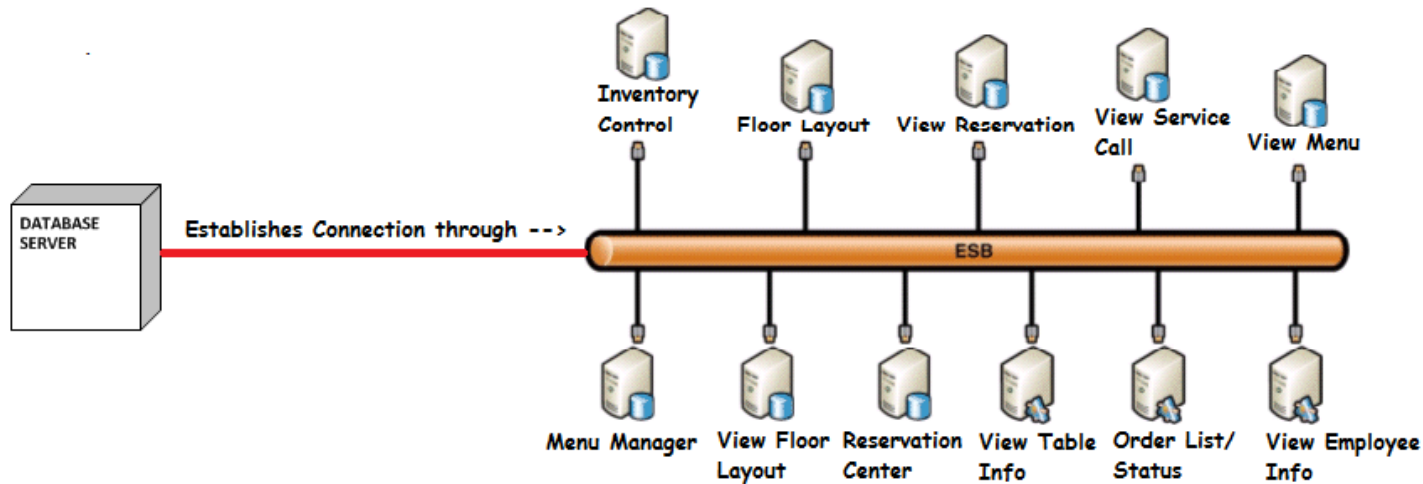 Inventory
Control
Floor Layout
View Reservation
View Service
Call
View Menu
DATABASE
SERVER
Establishes Connection through -->
ESB
Menu Manager
View Floor
Layout
Reservation
Center
View Table
Info
Order List/
Status
View Employee
Info